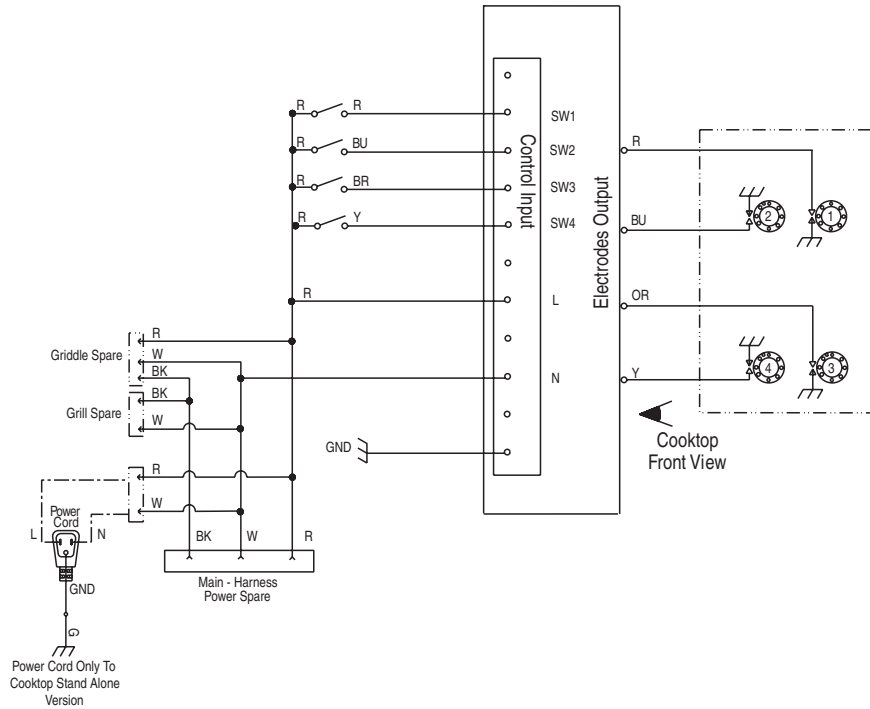 R R SW1
R BU SW2
R BR SW3
R Y SW4
Control Input
Electrodes Output
R
BU
OR
Y
2 1
4 3
R L
N
GND
Cooktop
Front View
Griddle Spare
R
W
BK
Grill Spare
BK
W
R
W
Power
Cord
L N
GND
G
Power Cord Only To
Cooktop Stand Alone
Version
BK W R
Main - Harness
Power Spare